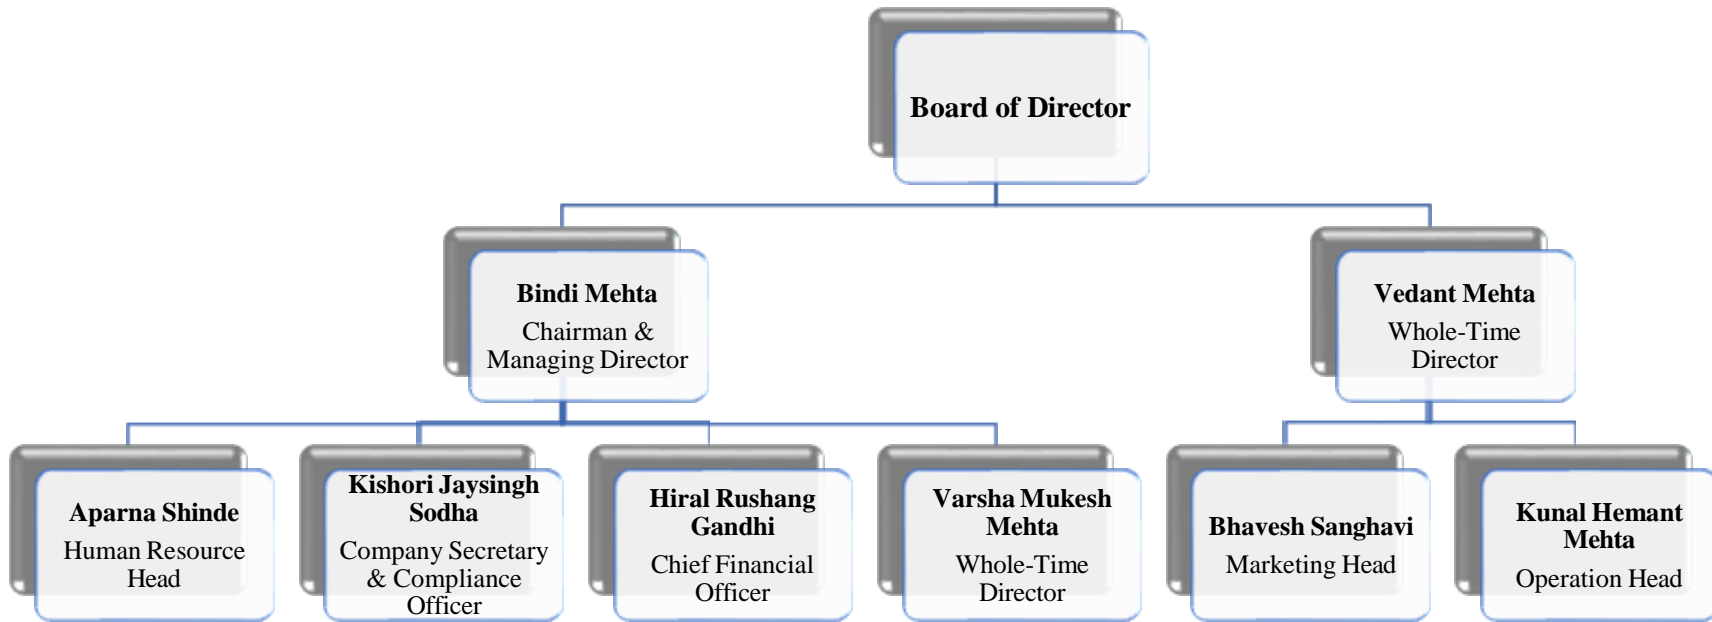 Board of Director
Bindi Mehta
Chairman &
Managing Director
Vedant Mehta
Whole-Time
Director
Aparna Shinde
Human Resource
Head
Kishori Jaysingh
Sodha
Company Secretary
& Compliance
Officer
Hiral Rushang
Gandhi
Chief Financial
Officer
Varsha Mukesh
Mehta
Whole-Time
Director
Bhavesh Sanghavi
Marketing Head
Kunal Hemant
Mehta
Operation Head